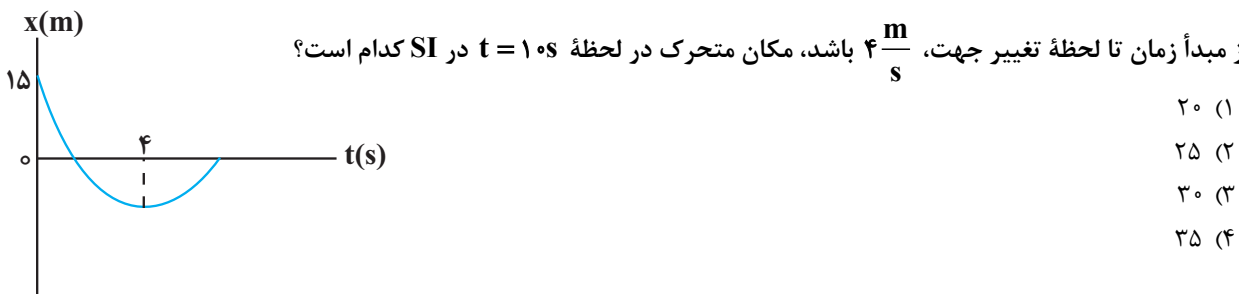 مبدأ زمان تا لحظهٔ تغییر جهت، ۴ m/s باشد، مکان متحرک در لحظهٔ t = ۱۰s در SI کدام است؟
۱) ۲۰
۲) ۲۵
۳) ۳۰
۴) ۳۵
x(m)
۱۵
۴
۰
t(s)